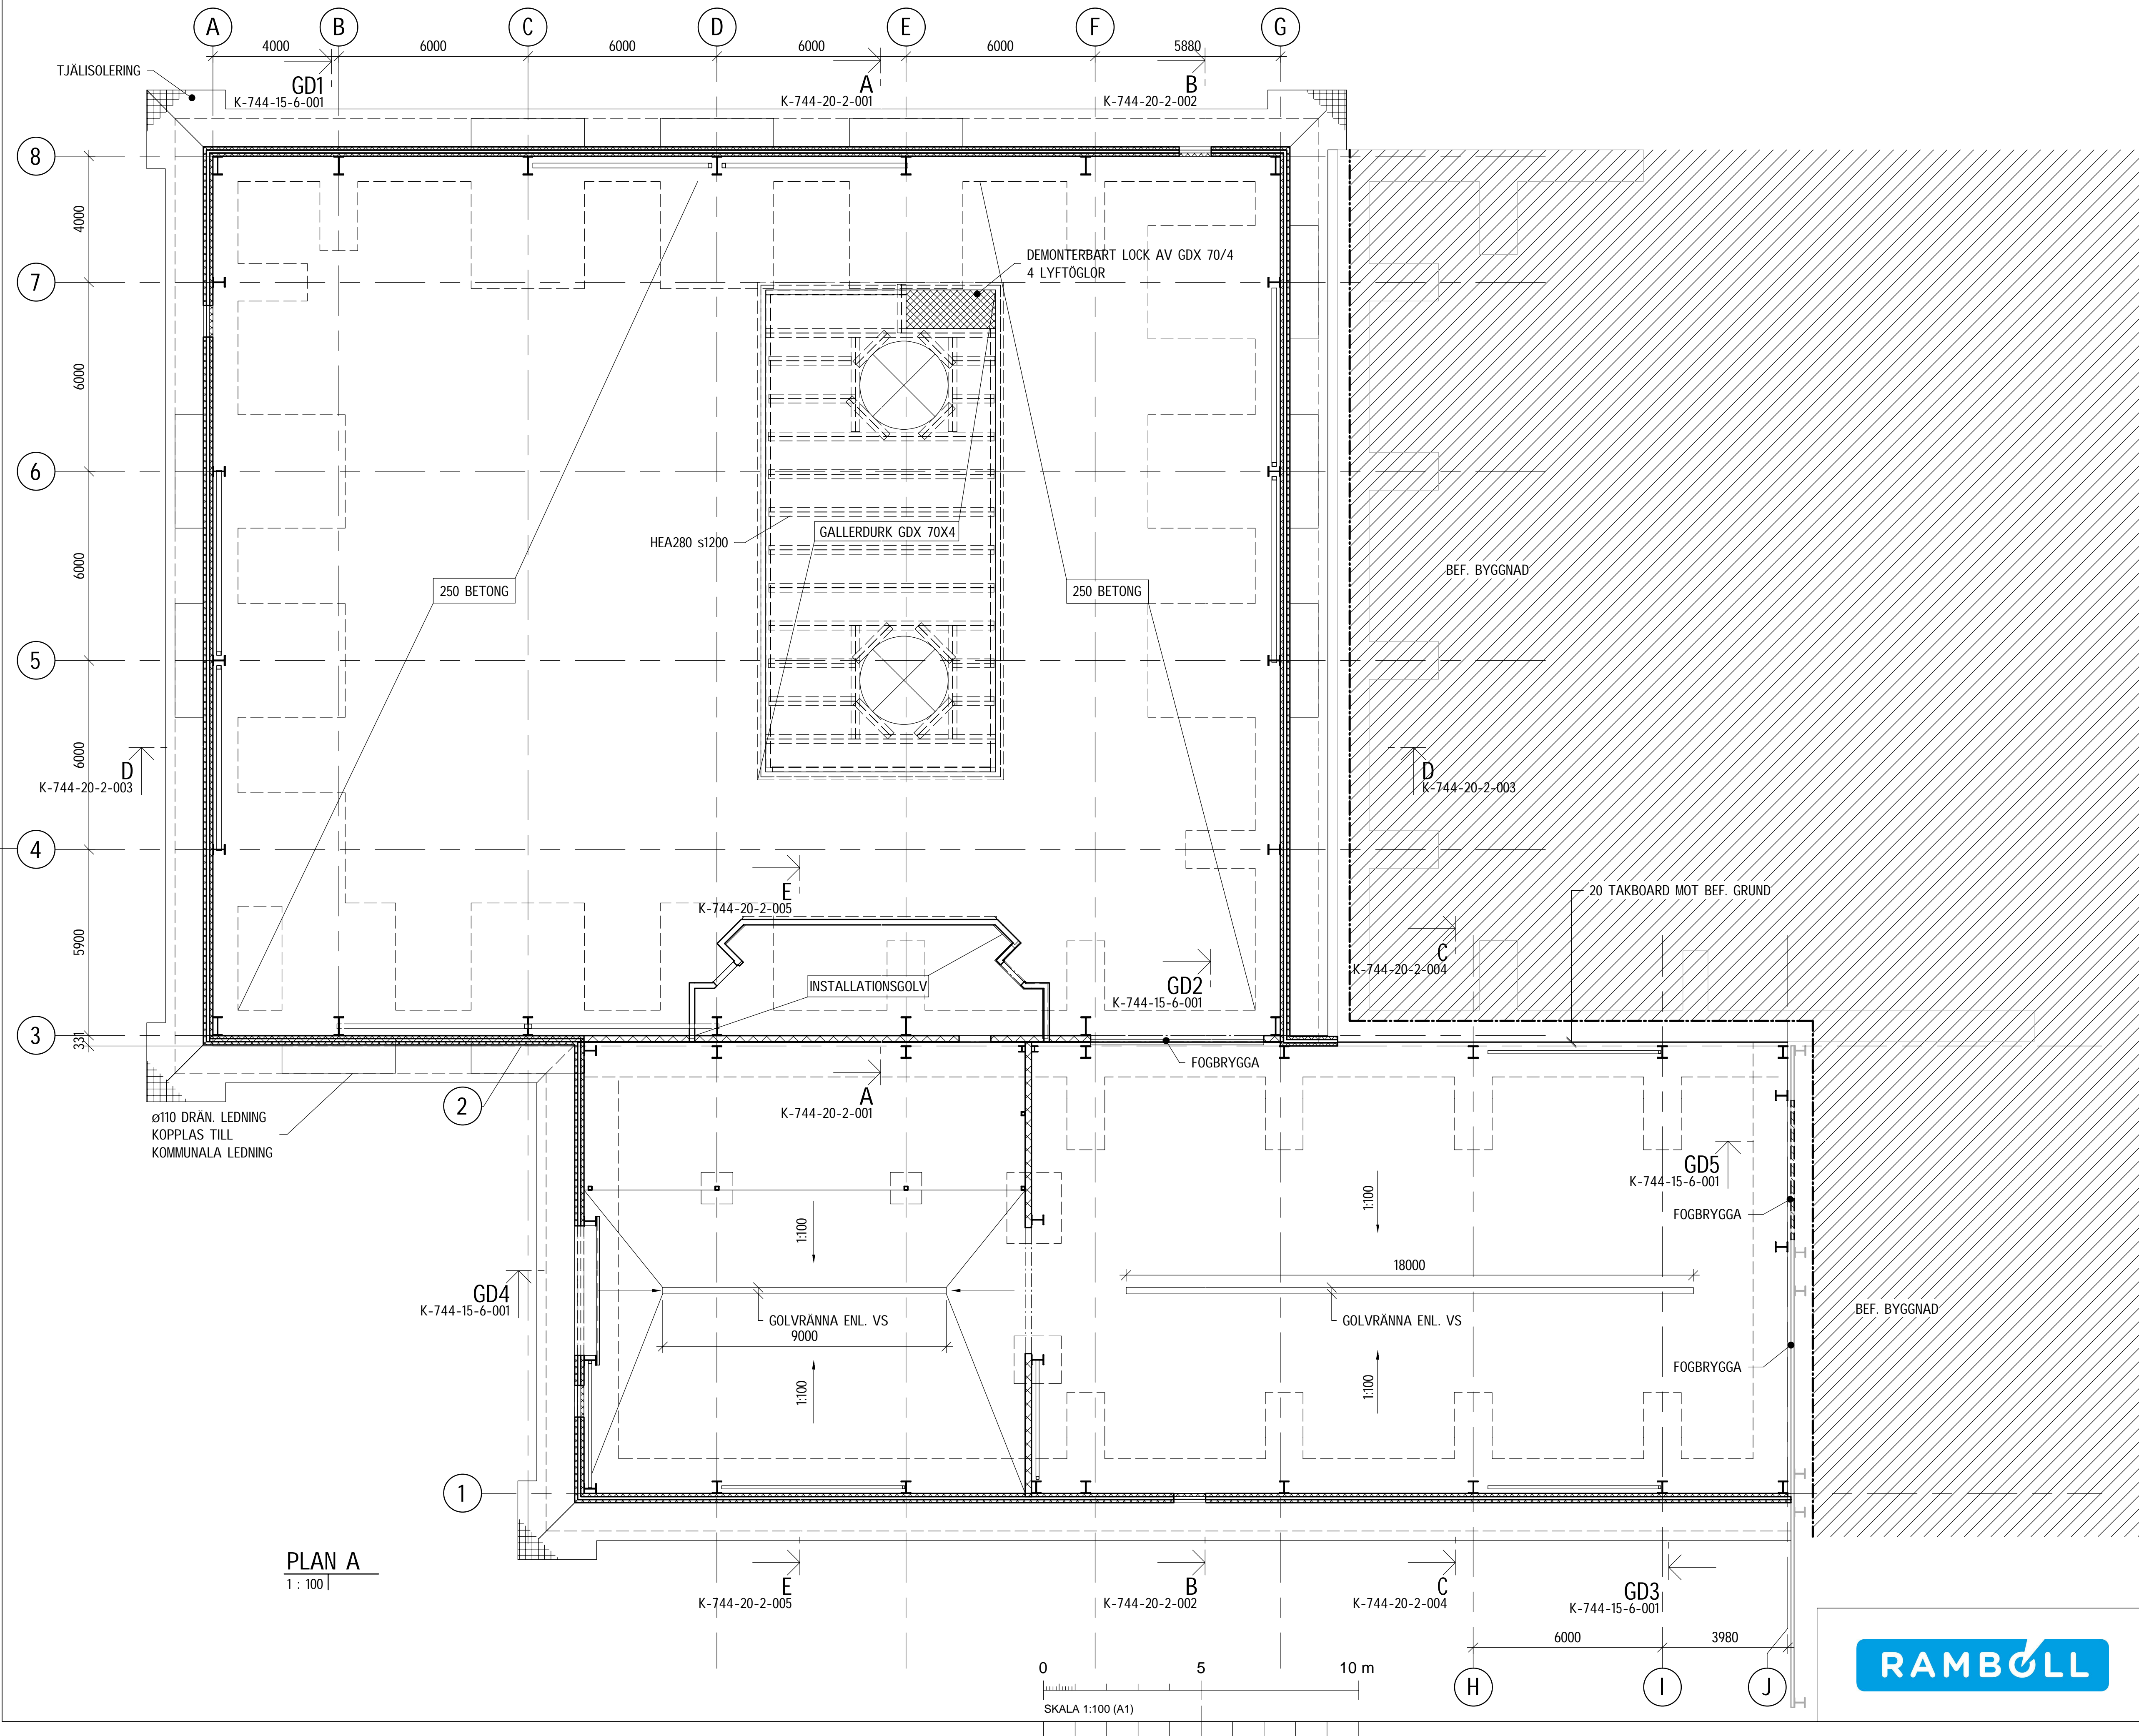 A
B
C
D
E
F
G
4000
6000
6000
6000
6000
5880
TJÄLISOLERING
GD1
K-744-15-6-001
A
K-744-20-2-001
B
K-744-20-2-002
8
4000
7
DEMONTERBART LOCK AV GDX 70/4
4 LYFTÖGLOR
6000
6
GALLERDURK GDX 70X4
HEA280 s1200
6000
250 BETONG
250 BETONG
BEF. BYGGNAD
5
6000
D
K-744-20-2-003
D
K-744-20-2-003
4
E
K-744-20-2-005
20 TAKBOARD MOT BEF. GRUND
5900
C
K-744-20-2-004
INSTALLATIONSGOLV
GD2
K-744-15-6-001
3
331
FOGBRYGGA
2
A
K-744-20-2-001
ø110 DRÄN. LEDNING
KOPPLAS TILL
KOMMUNALA LEDNING
GD5
K-744-15-6-001
1:100
1:100
FOGBRYGGA
18000
GD4
K-744-15-6-001
GOLVRÄNNA ENL. VS
9000
GOLVRÄNNA ENL. VS
BEF. BYGGNAD
FOGBRYGGA
1:100
1:100
1
PLAN A
1 : 100
E
K-744-20-2-005
B
K-744-20-2-002
C
K-744-20-2-004
GD3
K-744-15-6-001
6000
3980
H
I
J
0
5
10 m
SKALA 1:100 (A1)
RAMBOLL